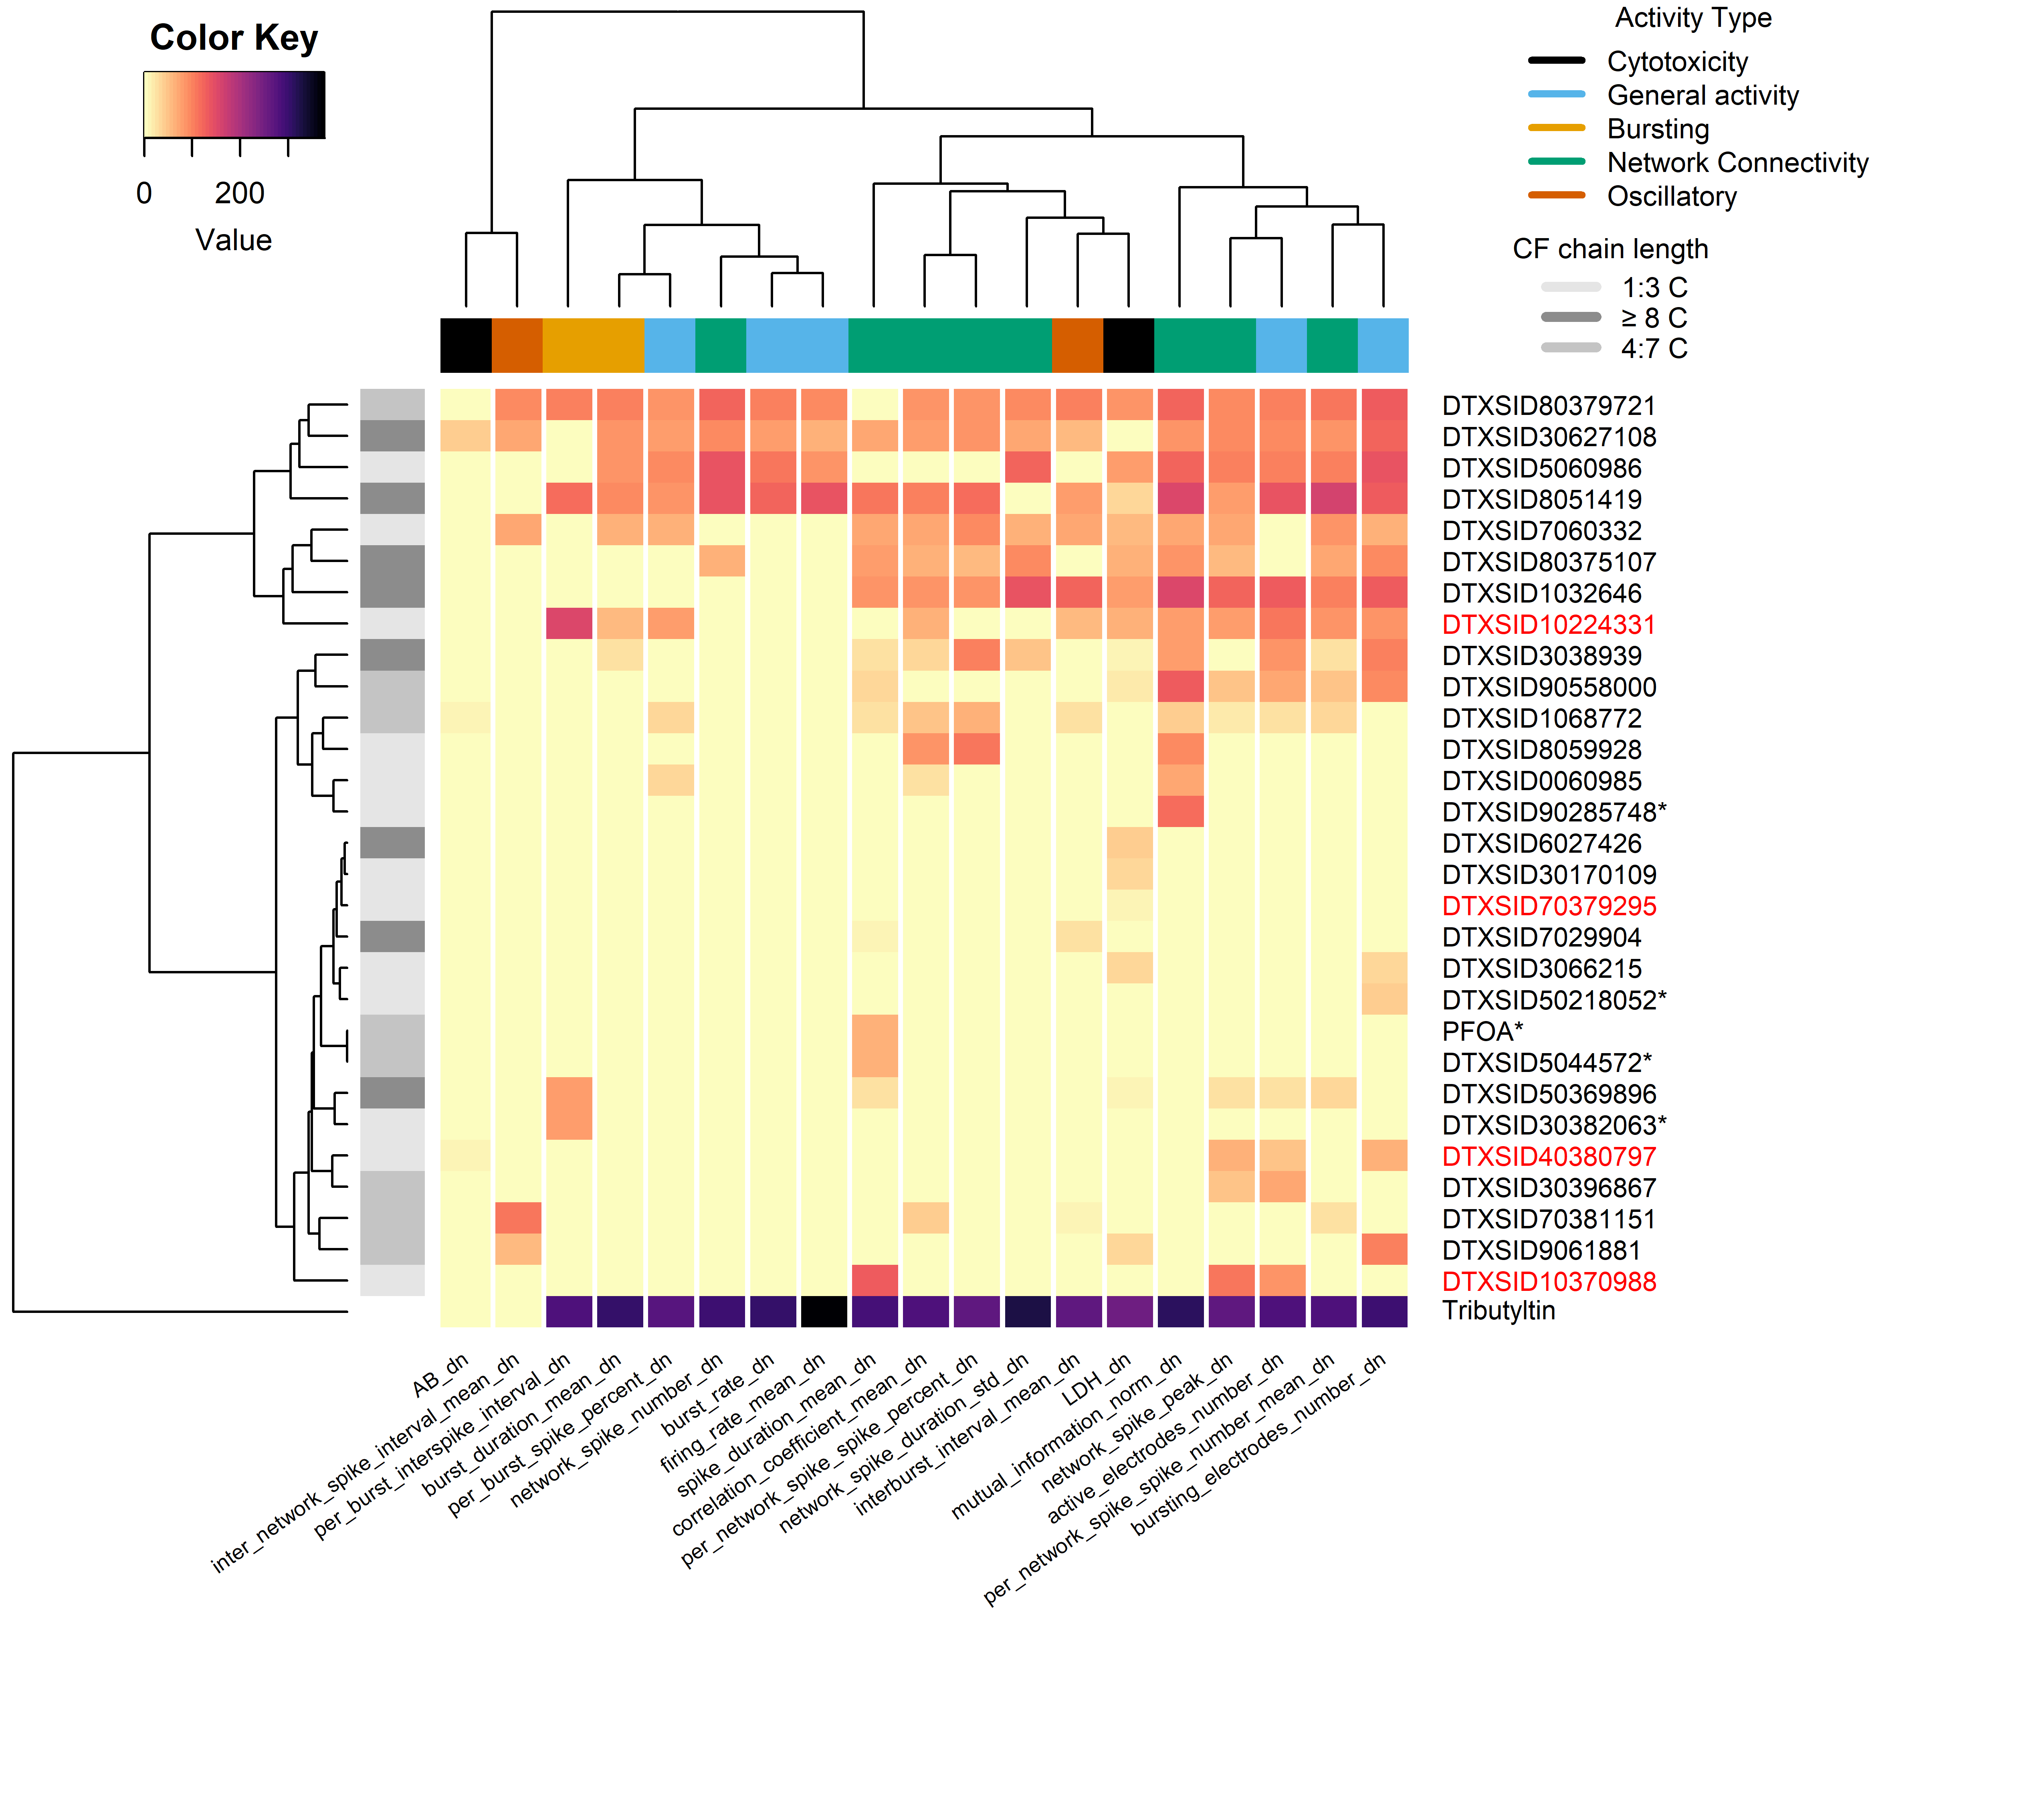 Color Key
0 200
Value
Activity Type
Cytotoxicity
General activity
Bursting
Network Connectivity
Oscillatory
CF chain length
1:3 C
≥ 8 C
4:7 C
DTXSID80379721
DTXSID30627108
DTXSID5060986
DTXSID8051419
DTXSID7060332
DTXSID80375107
DTXSID1032646
DTXSID10224331
DTXSID3038939
DTXSID90558000
DTXSID1068772
DTXSID8059928
DTXSID0060985
DTXSID90285748*
DTXSID6027426
DTXSID30170109
DTXSID70379295
DTXSID7029904
DTXSID3066215
DTXSID50218052*
PFOA*
DTXSID5044572*
DTXSID50369896
DTXSID30382063*
DTXSID40380797
DTXSID30396867
DTXSID70381151
DTXSID9061881
DTXSID10370988
Tributyltin
AB_dn
inter_network_spike_interval_mean_dn
per_burst_interspike_interval_dn
burst_duration_mean_dn
per_burst_spike_percent_dn
network_spike_number_dn
burst_rate_dn
firing_rate_mean_dn
spike_duration_mean_dn
correlation_coefficient_mean_dn
per_network_spike_spike_percent_dn
network_spike_duration_std_dn
interburst_interval_mean_dn
LDH_dn
mutual_information_norm_dn
network_spike_peak_dn
active_electrodes_number_dn
per_network_spike_spike_number_mean_dn
bursting_electrodes_number_dn